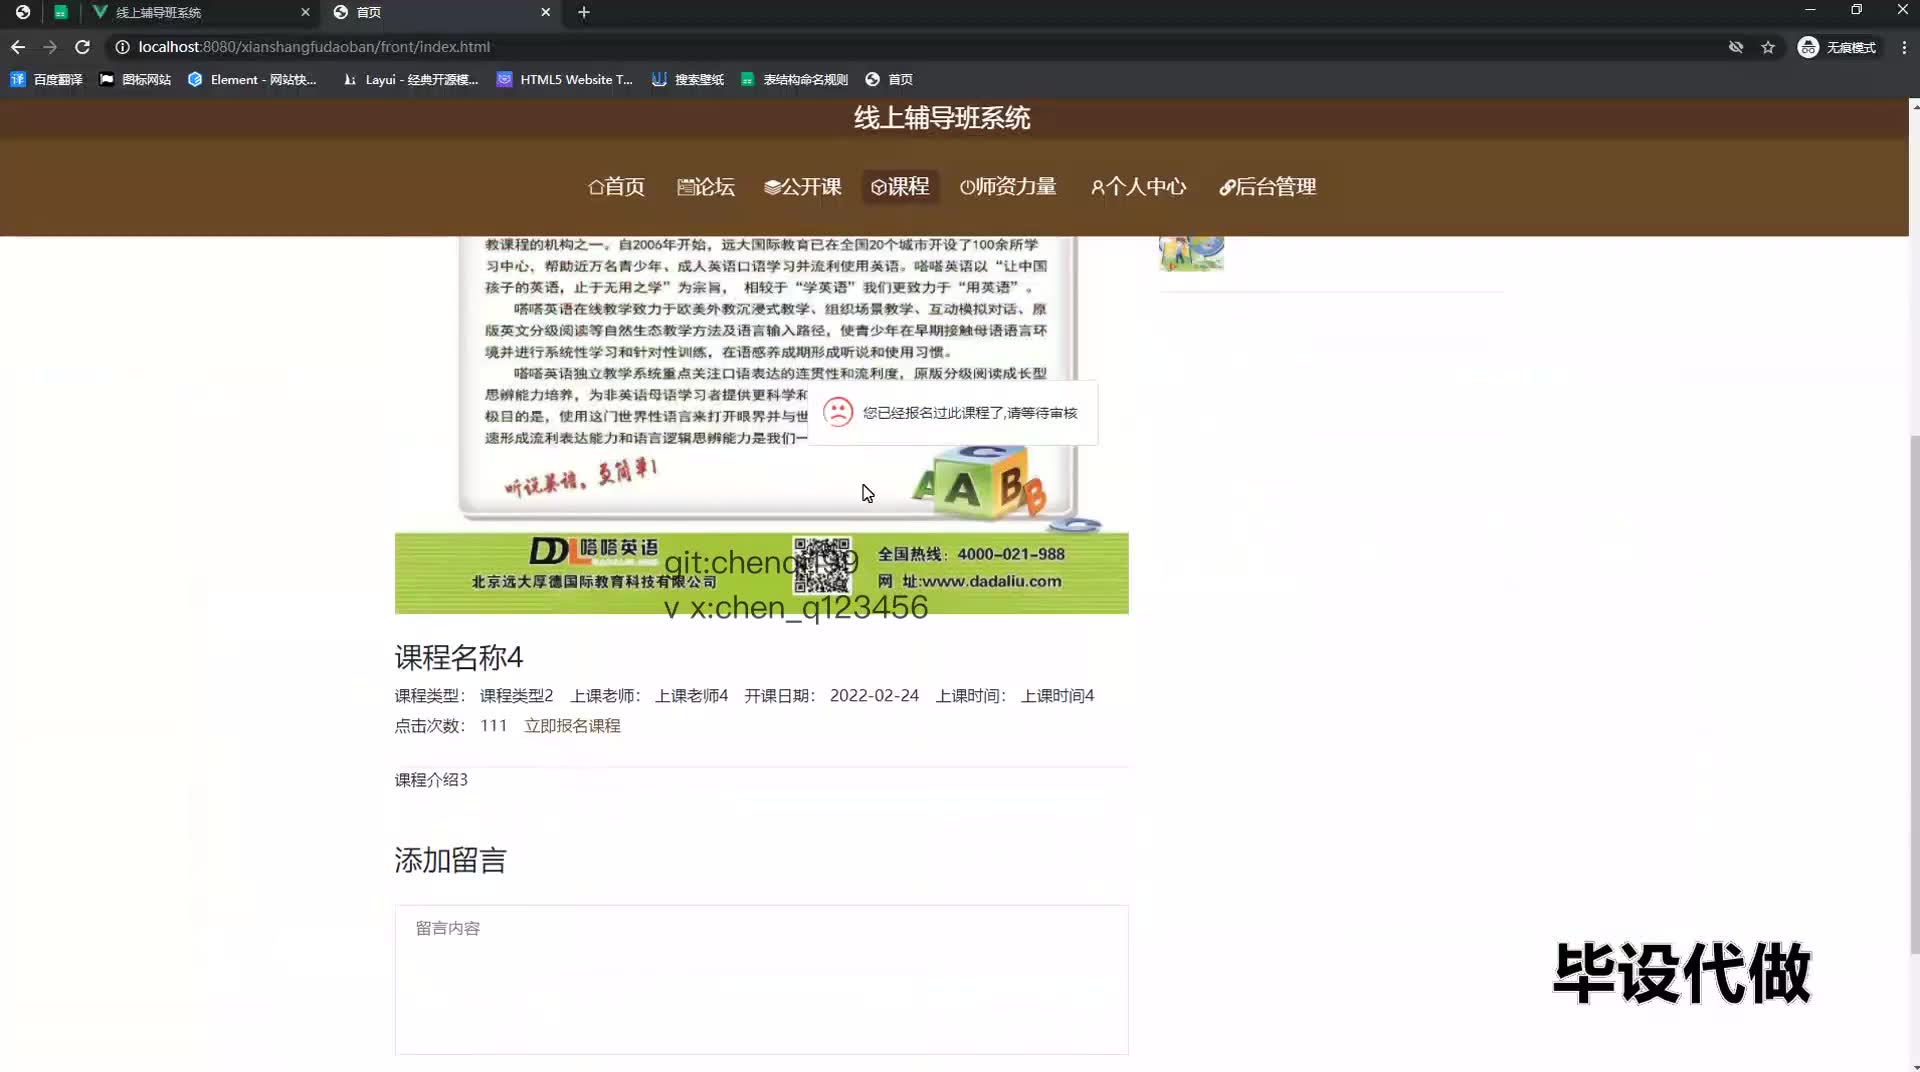 线上辅导班系统
首页
localhost:8080/xianshangfudaoban/front/index.html
无痕模式
百度翻译
图标网站
Element - 网站快...
Layui - 经典开源模...
HTML5 Website T...
搜索壁纸
表结构命名规则
首页
线上辅导班系统
首页
论坛
公开课
课程
师资力量
个人中心
后台管理
教课程的机构之一。自2006年开始，远大国际教育已在全国20个城市开设了100余所学
习中心，帮助近万名青少年、成人英语口语学习并流利使用英语。嗒嗒英语以“让中国
孩子的英语，止于无用之学”为宗旨， 相较于“学英语”我们更致力于“用英语”。
嗒嗒英语在线教学致力于欧美外教沉浸式教学、组织场景教学、互动模拟对话、原
版英文分级阅读等自然生态教学方法及语言输入路径，使青少年在早期接触母语语言环
境并进行系统性学习和针对性训练，在语感养成期形成听说和使用习惯。
嗒嗒英语独立教学系统重点关注口语表达的连贯性和流利度，原版分级阅读成长型
思辨能力培养，为非英语母语学习者提供更科学和
极目的是，使用这门世界性语言来打开眼界并与世
速形成流利表达能力和语言逻辑思辨能力是我们一
您已经报名过此课程了,请等待审核
听说英语，更简单！
A A B B
DDL 嗒嗒英语
北京远大厚德国际教育科技有限公司
全国热线：4000-021-988
网 址:www.dadaliu.com
v x:chen_q123456
课程名称4
课程类型： 课程类型2 上课老师： 上课老师4 开课日期： 2022-02-24 上课时间： 上课时间4
点击次数： 111 立即报名课程
课程介绍3
添加留言
留言内容
毕设代做